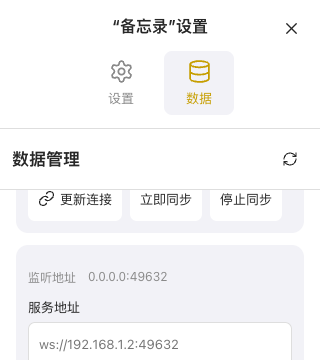 “备忘录”设置
设置 数据
数据管理
更新连接 立即同步 停止同步
监听地址 0.0.0.0:49632
服务地址
ws://192.168.1.2:49632